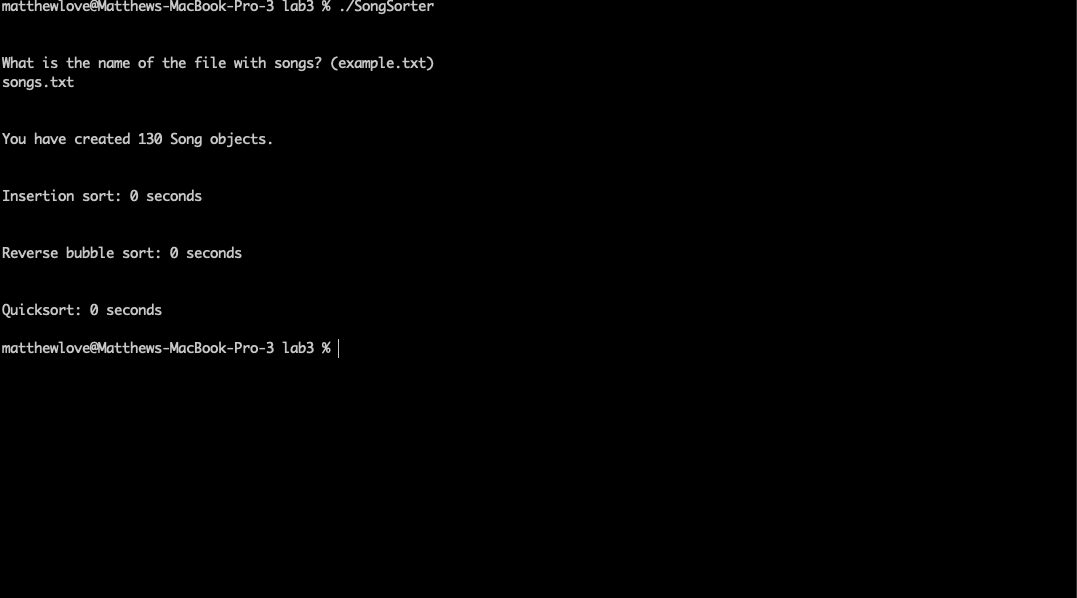 matthewlove@Matthews-MacBook-Pro-3 lab3 % ./SongSorter
What is the name of the file with songs? (example.txt)
songs.txt
You have created 130 Song objects.
Insertion sort: 0 seconds
Reverse bubble sort: 0 seconds
Quicksort: 0 seconds
matthewlove@Matthews-MacBook-Pro-3 lab3 %